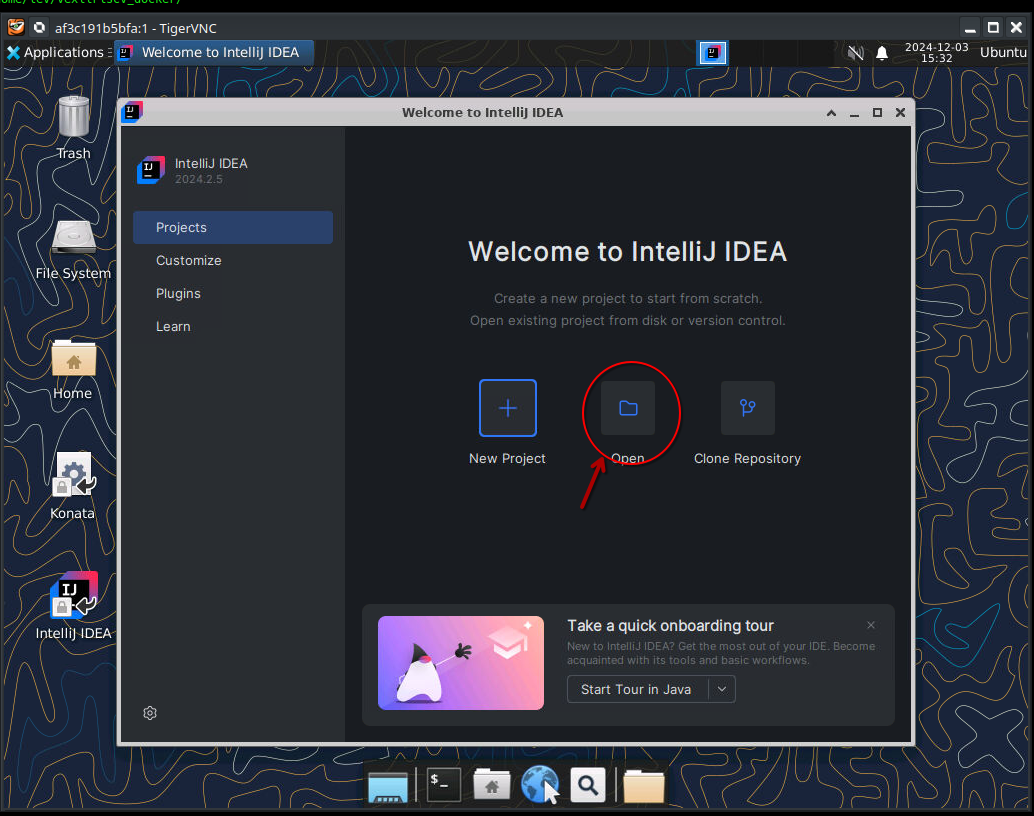 af3c191b5bfa:1 - TigerVNC
Applications
Welcome to IntelliJ IDEA
2024-12-03
15:32
Ubuntu
Trash
File System
Home
Konata
IntelliJ IDEA
Welcome to IntelliJ IDEA
IntelliJ IDEA
2024.2.5
Projects
Customize
Plugins
Learn
Welcome to IntelliJ IDEA
Create a new project to start from scratch.
Open existing project from disk or version control.
New Project
Open
Clone Repository
Take a quick onboarding tour
New to IntelliJ IDEA? Get the most out of your IDE. Become
acquainted with its tools and basic workflows.
Start Tour in Java